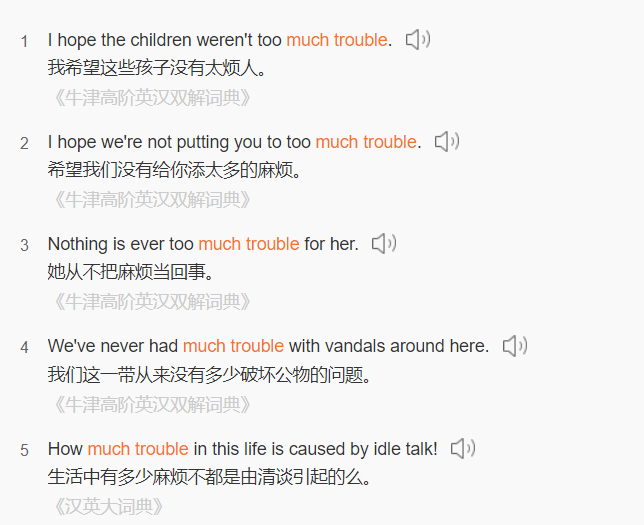 1 I hope the children weren't too much trouble.
我希望这些孩子没有太烦人。
《牛津高阶英汉双解词典》
2 I hope we're not putting you to too much trouble.
希望我们没有给你添太多的麻烦。
《牛津高阶英汉双解词典》
3 Nothing is ever too much trouble for her.
她从不把麻烦当回事。
《牛津高阶英汉双解词典》
4 We've never had much trouble with vandals around here.
我们这一带从来没有多少破坏公物的问题。
《牛津高阶英汉双解词典》
5 How much trouble in this life is caused by idle talk!
生活中有多少麻烦不都是由清谈引起的么。
《汉英大词典》